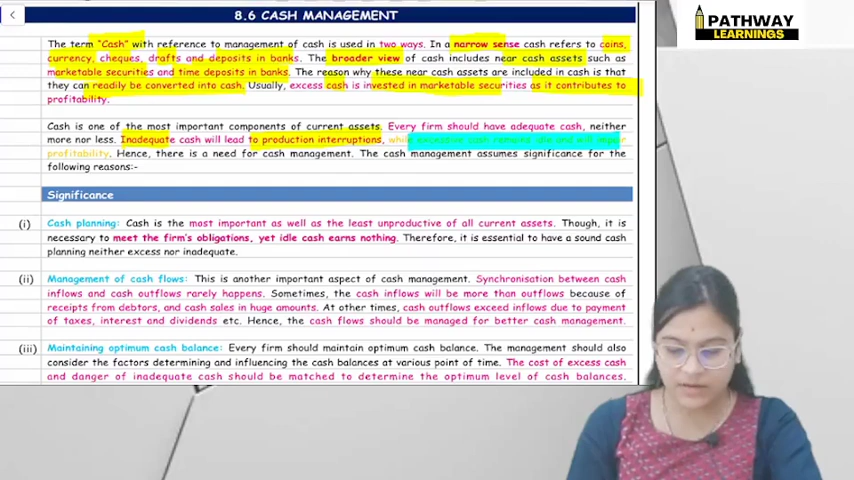 8.6 CASH MANAGEMENT
PATHWAY
LEARNINGS
The term "Cash" with reference to management of cash is used in two ways. In a narrow sense cash refers to coins,
currency, cheques, drafts and deposits in banks. The broader view of cash includes near cash assets such as
marketable securities and time deposits in banks. The reason why these near cash assets are included in cash is that
they can readily be converted into cash. Usually, excess cash is invested in marketable securities as it contributes to
profitability.
Cash is one of the most important components of current assets. Every firm should have adequate cash, neither
more nor less. Inadequate cash will lead to production interruptions, while excessive cash remains idle and will impair
profitability. Hence, there is a need for cash management. The cash management assumes significance for the
following reasons:-
Significance
(i) Cash planning: Cash is the most important as well as the least unproductive of all current assets. Though, it is
necessary to meet the firm's obligations, yet idle cash earns nothing. Therefore, it is essential to have a sound cash
planning neither excess nor inadequate.
(ii) Management of cash flows: This is another important aspect of cash management. Synchronisation between cash
inflows and cash outflows rarely happens. Sometimes, the cash inflows will be more than outflows because of
receipts from debtors, and cash sales in huge amounts. At other times, cash outflows exceed inflows due to payment
of taxes, interest and dividends etc. Hence, the cash flows should be managed for better cash management.
(iii) Maintaining optimum cash balance: Every firm should maintain optimum cash balance. The management should also
consider the factors determining and influencing the cash balances at various point of time. The cost of excess cash
and danger of inadequate cash should be matched to determine the optimum level of cash balances.